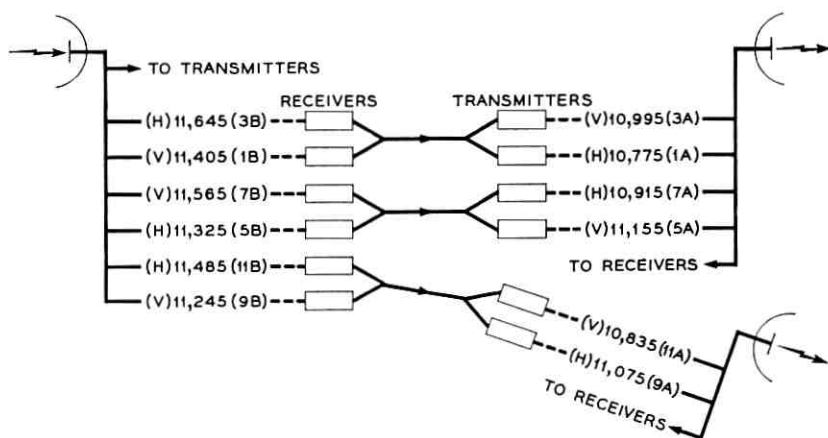 TO TRANSMITTERS
RECEIVERS
TRANSMITTERS
(H)11,645(3B)
(V)10,995(3A)
(V)11,405(1B)
(H)10,775(1A)
(V)11,565(7B)
(H)10,915(7A)
(H)11,325(5B)
(V)11,155(5A)
TO RECEIVERS
(H)11,485(11B)
(V)11,245(9B)
(V)10,835(11A)
(H)11,075(9A)
TO RECEIVERS